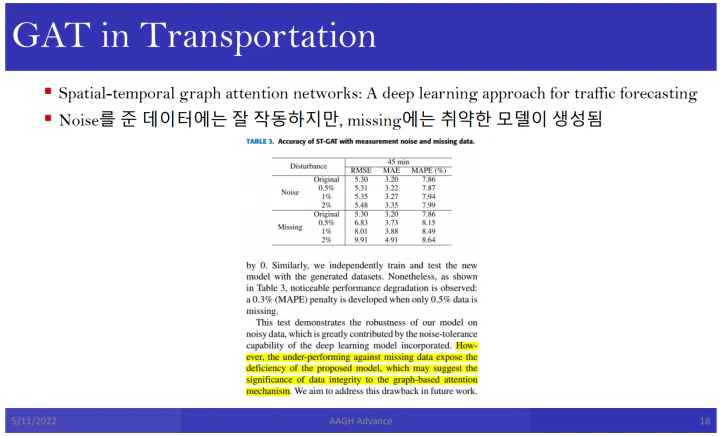 GAT in Transportation
Spatial-temporal graph attention networks: A deep learning approach for traffic forecasting
Noise를 준 데이터에는 잘 작동하지만, missing에는 취약한 모델이 생성됨
TABLE 3. Accuracy of ST-GAT with measurement noise and missing data.
Disturbance 45 min
RMSE MAE MAPE (%)
Noise Original 5.30 3.20 7.86
0.5% 5.31 3.22 7.87
1% 5.35 3.27 7.94
2% 5.48 3.35 7.99
Missing Original 5.30 3.20 7.86
0.5% 6.83 3.73 8.15
1% 8.01 3.88 8.49
2% 9.91 4.91 8.64
by 0. Similarly, we independently train and test the new
model with the generated datasets. Nonetheless, as shown
in Table 3, noticeable performance degradation is observed:
a 0.3% (MAPE) penalty is developed when only 0.5% data is
missing.
This test demonstrates the robustness of our model on
noisy data, which is greatly contributed by the noise-tolerance
capability of the deep learning model incorporated. How-
ever, the under-performing against missing data expose the
deficiency of the proposed model, which may suggest the
significance of data integrity to the graph-based attention
mechanism. We aim to address this drawback in future work.
5/11/2022
AAGH Advance
18